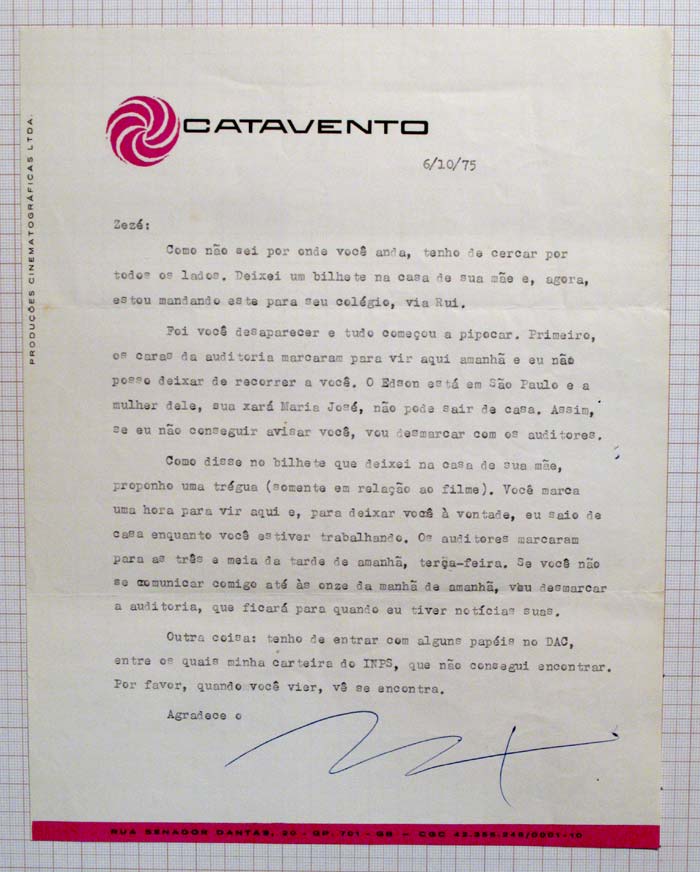 CATAVENTO
PRODUÇÕES CINEMATOGRÁFICAS LTDA.
6/10/75
Zezé:
Como não sei por onde você anda, tenho de cercar por
todos os lados. Deixei um bilhete na casa de sua mãe e, agora,
estou mandando este para seu colégio, via Rui.
Foi você desaparecer e tudo começou a pipocar. Primeiro,
os caras da auditoria marcaram para vir aqui amanhã e eu não
posso deixar de recorrer a você. O Edson está em São Paulo e a
mulher dele, sua xará Maria José, não pode sair de casa. Assim,
se eu não conseguir avisar você, vou desmarcar com os auditores.
Como disse no bilhete que deixei na casa de sua mãe,
proponho uma trégua (somente em relação ao filme). Você marca
uma hora para vir aqui e, para deixar você à vontade, eu saio de
casa enquanto você estiver trabalhando. Os auditores marcaram
para as três e meia da tarde de amanhã, terça-feira. Se você não
se comunicar comigo até às onze da manhã de amanhã, vou desmarcar
a auditoria, que ficará para quando eu tiver notícias suas.
Outra coisa: tenho de entrar com alguns papéis no DAC,
entre os quais minha carteira do INPS, que não consegui encontrar.
Por favor, quando você vier, vê se encontra.
Agradece o
RUA SENADOR DANTAS, 20 - GP. 701 - GB — CGC 42.355.248/0001-10